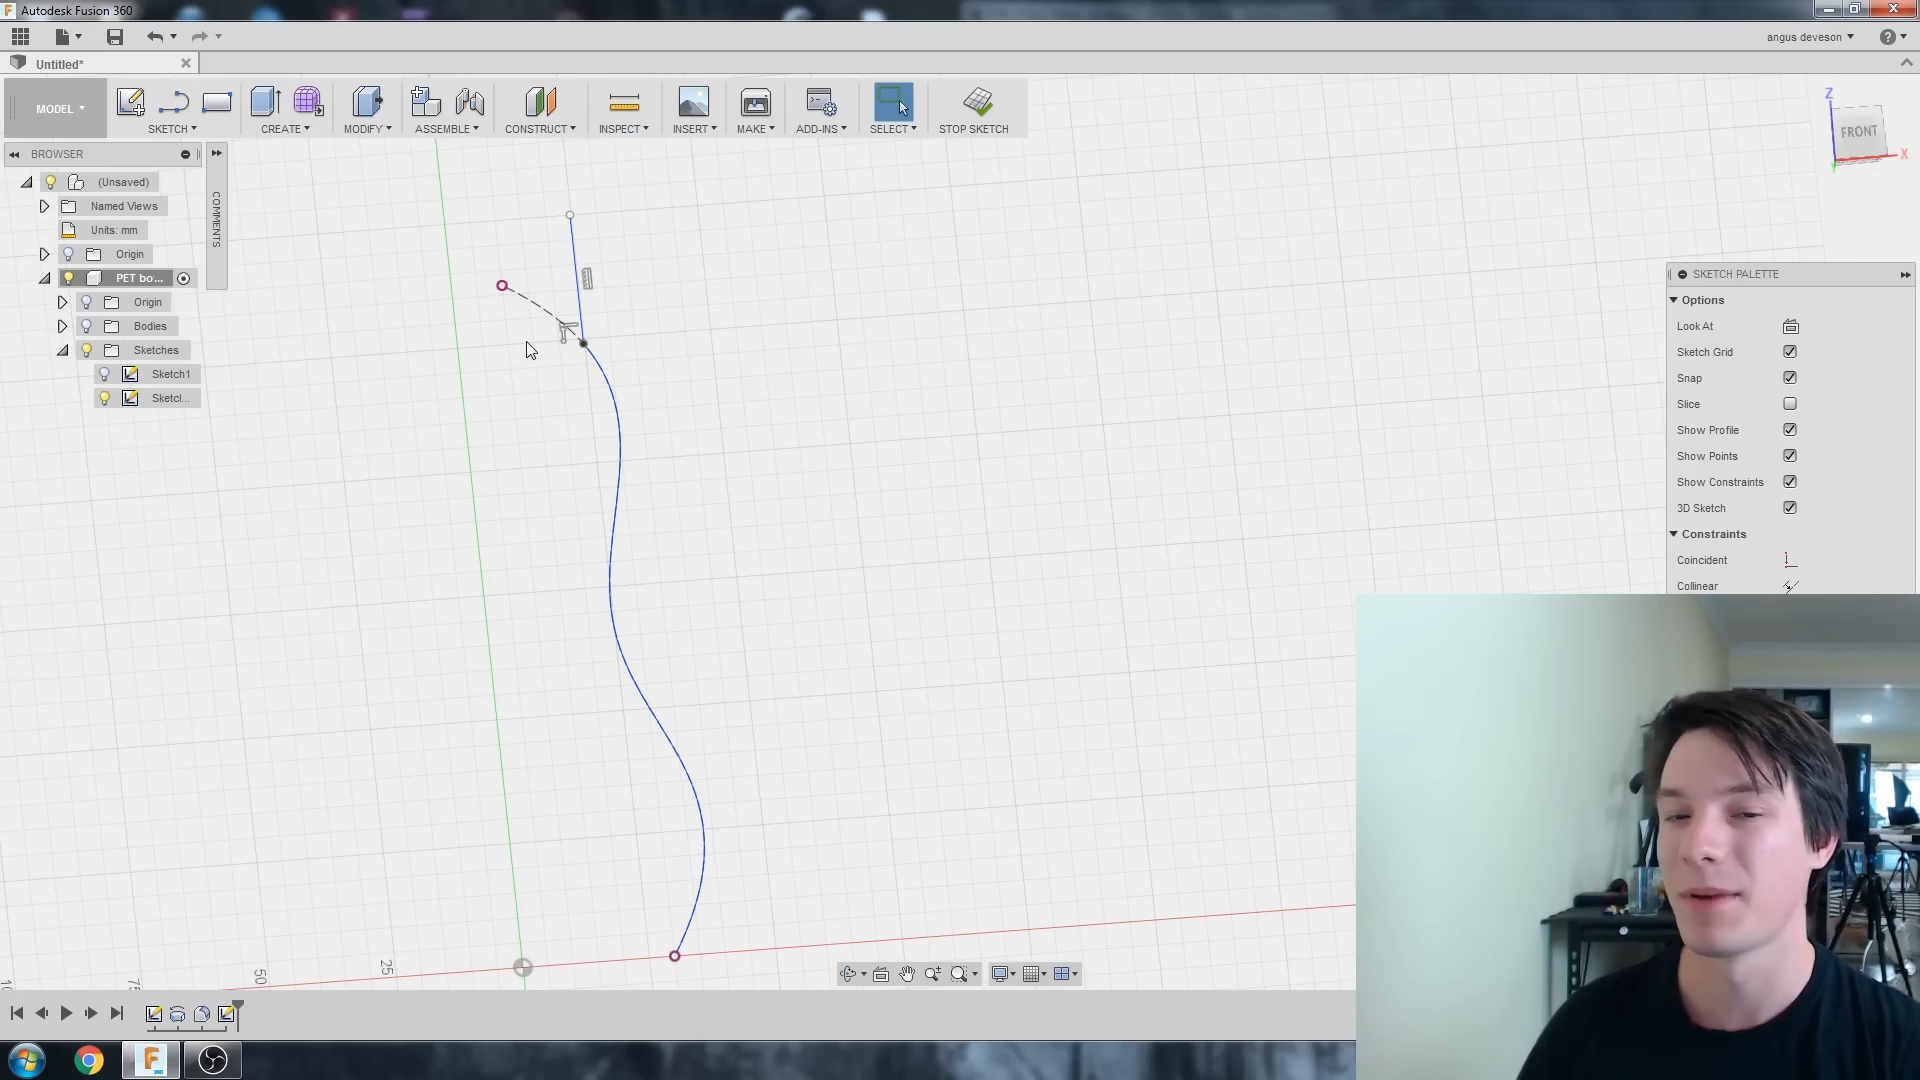 Autodesk Fusion 360
angus deveson
Untitled*
MODEL
SKETCH
CREATE
MODIFY
ASSEMBLE
CONSTRUCT
INSPECT
INSERT
MAKE
ADD-INS
SELECT
STOP SKETCH
Z
FRONT
X
BROWSER
COMMENTS
(Unsaved)
Named Views
Units: mm
Origin
PET bo...
Origin
Bodies
Sketches
Sketch1
Sketcl...
SKETCH PALETTE
Options
Look At
Sketch Grid
Snap
Slice
Show Profile
Show Points
Show Constraints
3D Sketch
Constraints
Coincident
Collinear
25
50